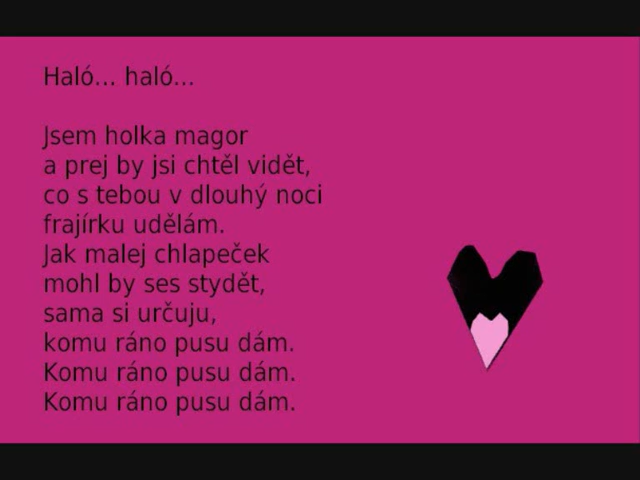 Haló... haló...
Jsem holka magor
a prej by jsi chtěl vidět,
co s tebou v dlouhý noci
frajírku udělám.
Jak malej chlapeček
mohl by ses stydět,
sama si určuju,
komu ráno pusu dám.
Komu ráno pusu dám.
Komu ráno pusu dám.